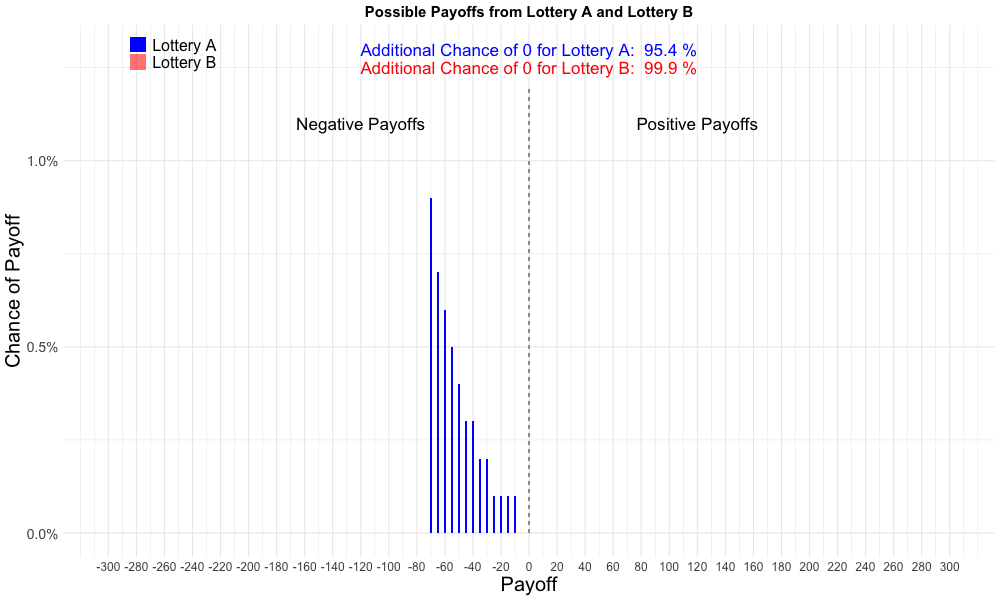 Possible Payoffs from Lottery A and Lottery B
Lottery A
Lottery B
Additional Chance of 0 for Lottery A: 95.4 %
Additional Chance of 0 for Lottery B: 99.9 %
Negative Payoffs
Positive Payoffs
Chance of Payoff
1.0%
0.5%
0.0%
-300 -280 -260 -240 -220 -200 -180 -160 -140 -120 -100 -80 -60 -40 -20 0 20 40 60 80 100 120 140 160 180 200 220 240 260 280 300
Payoff